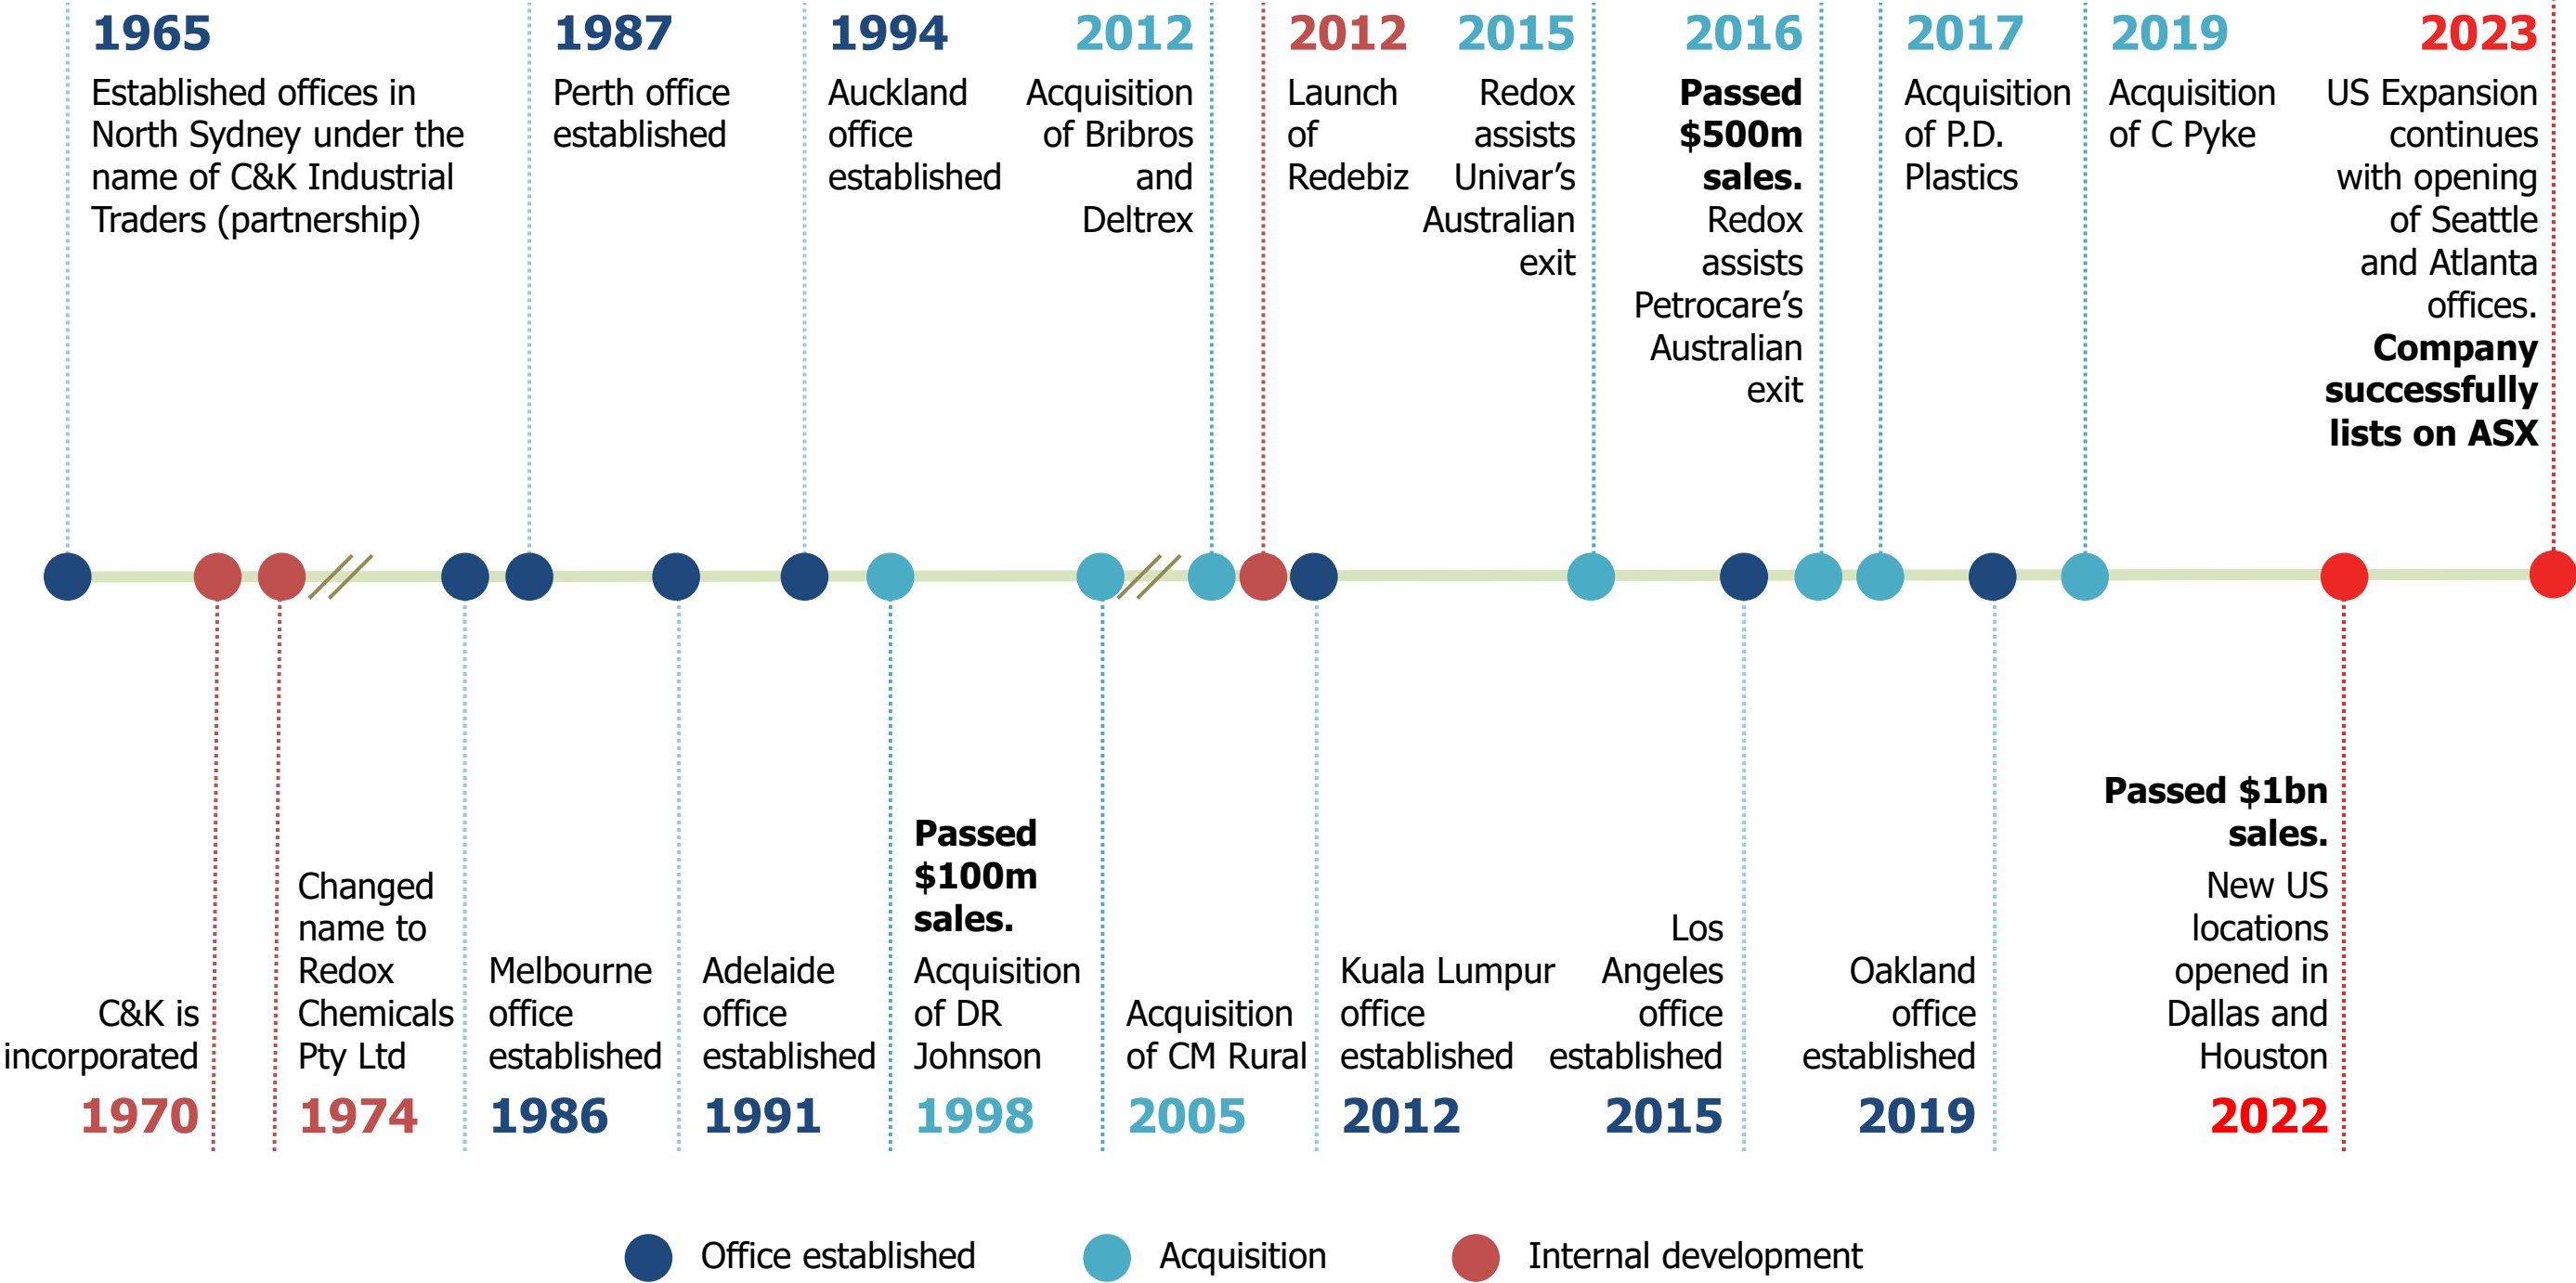 1965
Established offices in
North Sydney under the
name of C&K Industrial
Traders (partnership)
1987
Perth office
established
1994
Auckland
office
established
2012
Acquisition
of Bribros
and
Deltrex
2012
Launch
of
Redebiz
2015
Redox
assists
Univar’s
Australian
exit
2016
Passed
$500m
sales.
Redox
assists
Petrocare’s
Australian
exit
2017
Acquisition
of P.D.
Plastics
2019
Acquisition
of C Pyke
2023
US Expansion
continues
with opening
of Seattle
and Atlanta
offices.
Company
successfully
lists on ASX
C&K is
incorporated
1970
Changed
name to
Redox
Chemicals
Pty Ltd
1974
Melbourne
office
established
1986
Adelaide
office
established
1991
Passed
$100m
sales.
Acquisition
of DR
Johnson
1998
Acquisition
of CM Rural
2005
Kuala Lumpur
office
established
2012
Los
Angeles
office
established
2015
Oakland
office
established
2019
Passed $1bn
sales.
New US
locations
opened in
Dallas and
Houston
2022
Office established
Acquisition
Internal development